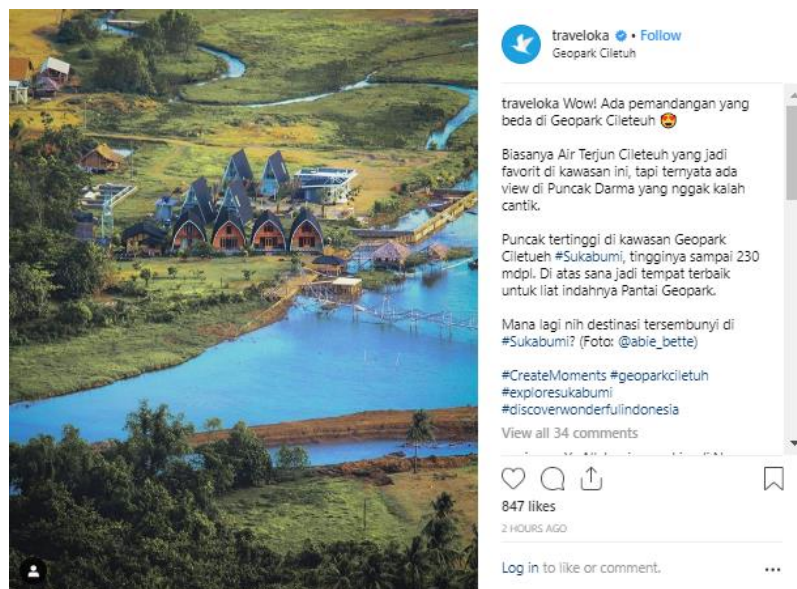 traveloka • Follow
Geopark Ciletuh
traveloka Wow! Ada pemandangan yang
beda di Geopark Cileteuh 😍
Biasanya Air Terjun Cileteuh yang jadi
favorit di kawasan ini, tapi ternyata ada
view di Puncak Darma yang nggak kalah
cantik.
Puncak tertinggi di kawasan Geopark
Ciletueh #Sukabumi, tingginya sampai 230
mdpl. Di atas sana jadi tempat terbaik
untuk liat indahnya Pantai Geopark.
Mana lagi nih destinasi tersembunyi di
#Sukabumi? (Foto: @abie_bette)
#CreateMoments #geoparkciletuh
#exploresukabumi
#discoverwonderfulindonesia
View all 34 comments
847 likes
2 HOURS AGO
Log in to like or comment.